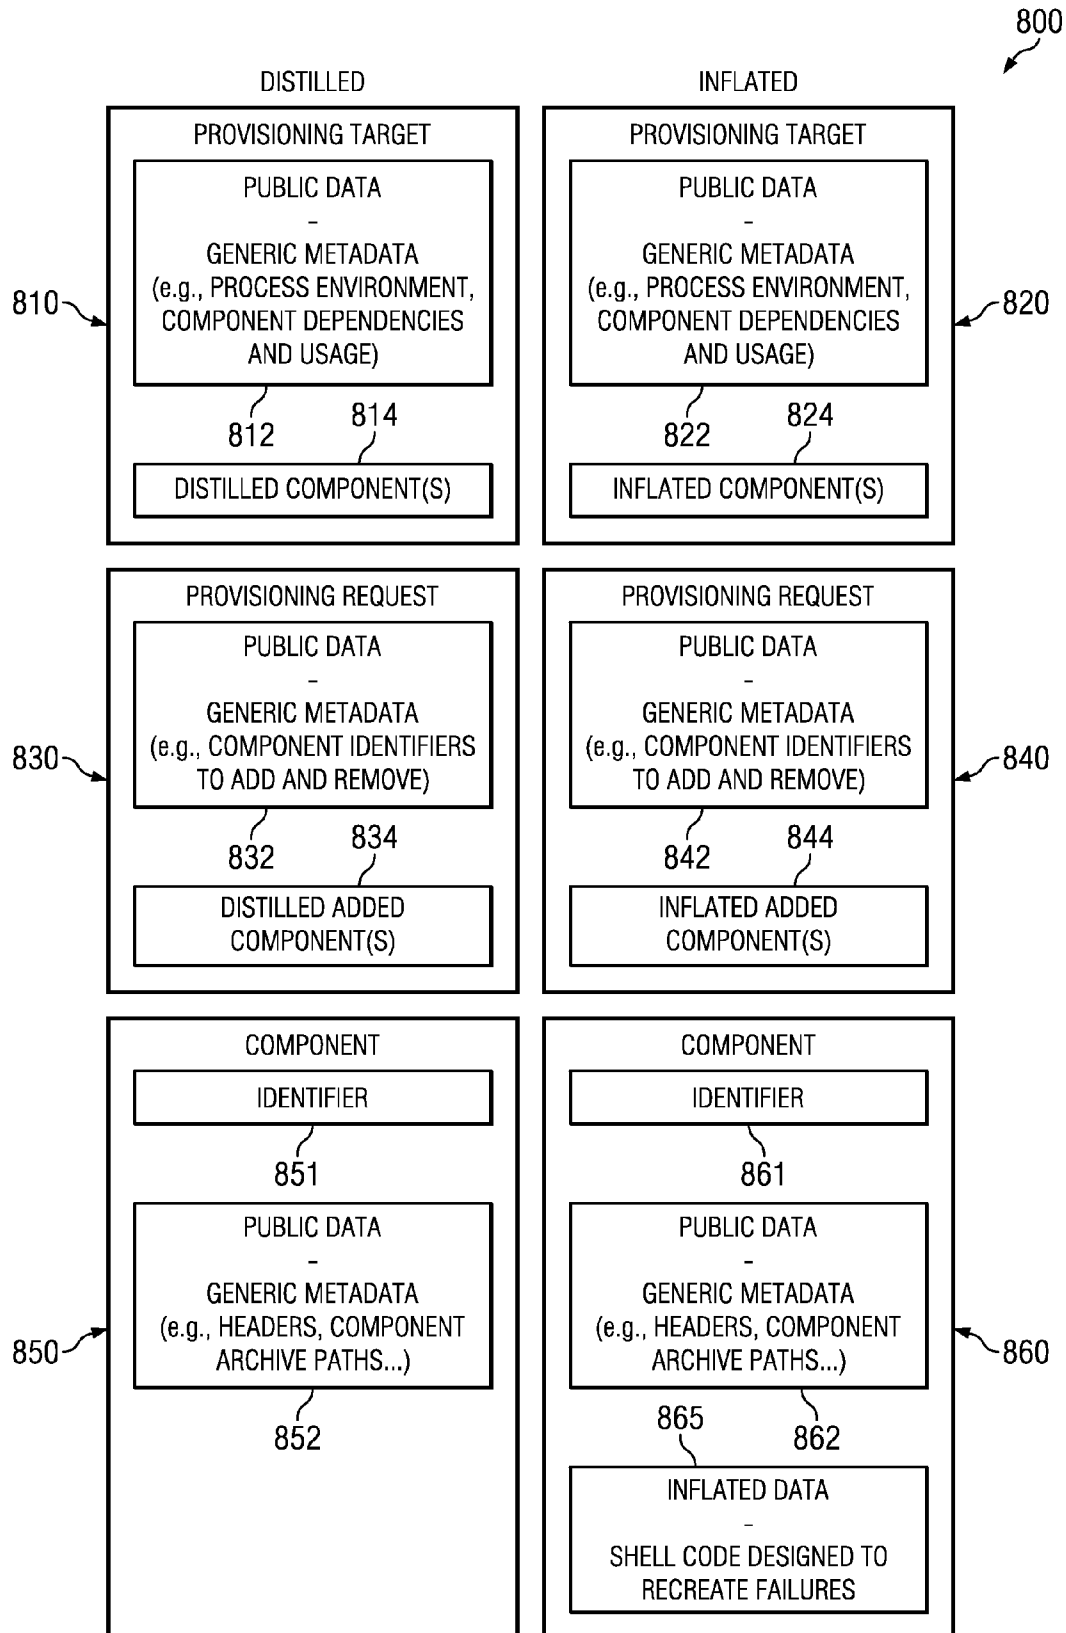 800
DISTILLED
INFLATED
PROVISIONING TARGET
PUBLIC DATA
-
GENERIC METADATA
(e.g., PROCESS ENVIRONMENT,
COMPONENT DEPENDENCIES
AND USAGE)
810
812
814
DISTILLED COMPONENT(S)
PROVISIONING TARGET
PUBLIC DATA
-
GENERIC METADATA
(e.g., PROCESS ENVIRONMENT,
COMPONENT DEPENDENCIES
AND USAGE)
820
822
824
INFLATED COMPONENT(S)
PROVISIONING REQUEST
PUBLIC DATA
-
GENERIC METADATA
(e.g., COMPONENT IDENTIFIERS
TO ADD AND REMOVE)
830
832
834
DISTILLED ADDED
COMPONENT(S)
PROVISIONING REQUEST
PUBLIC DATA
-
GENERIC METADATA
(e.g., COMPONENT IDENTIFIERS
TO ADD AND REMOVE)
840
842
844
INFLATED ADDED
COMPONENT(S)
COMPONENT
IDENTIFIER
851
PUBLIC DATA
-
GENERIC METADATA
(e.g., HEADERS, COMPONENT
ARCHIVE PATHS...)
850
852
COMPONENT
IDENTIFIER
861
PUBLIC DATA
-
GENERIC METADATA
(e.g., HEADERS, COMPONENT
ARCHIVE PATHS...)
860
865
862
INFLATED DATA
-
SHELL CODE DESIGNED TO
RECREATE FAILURES